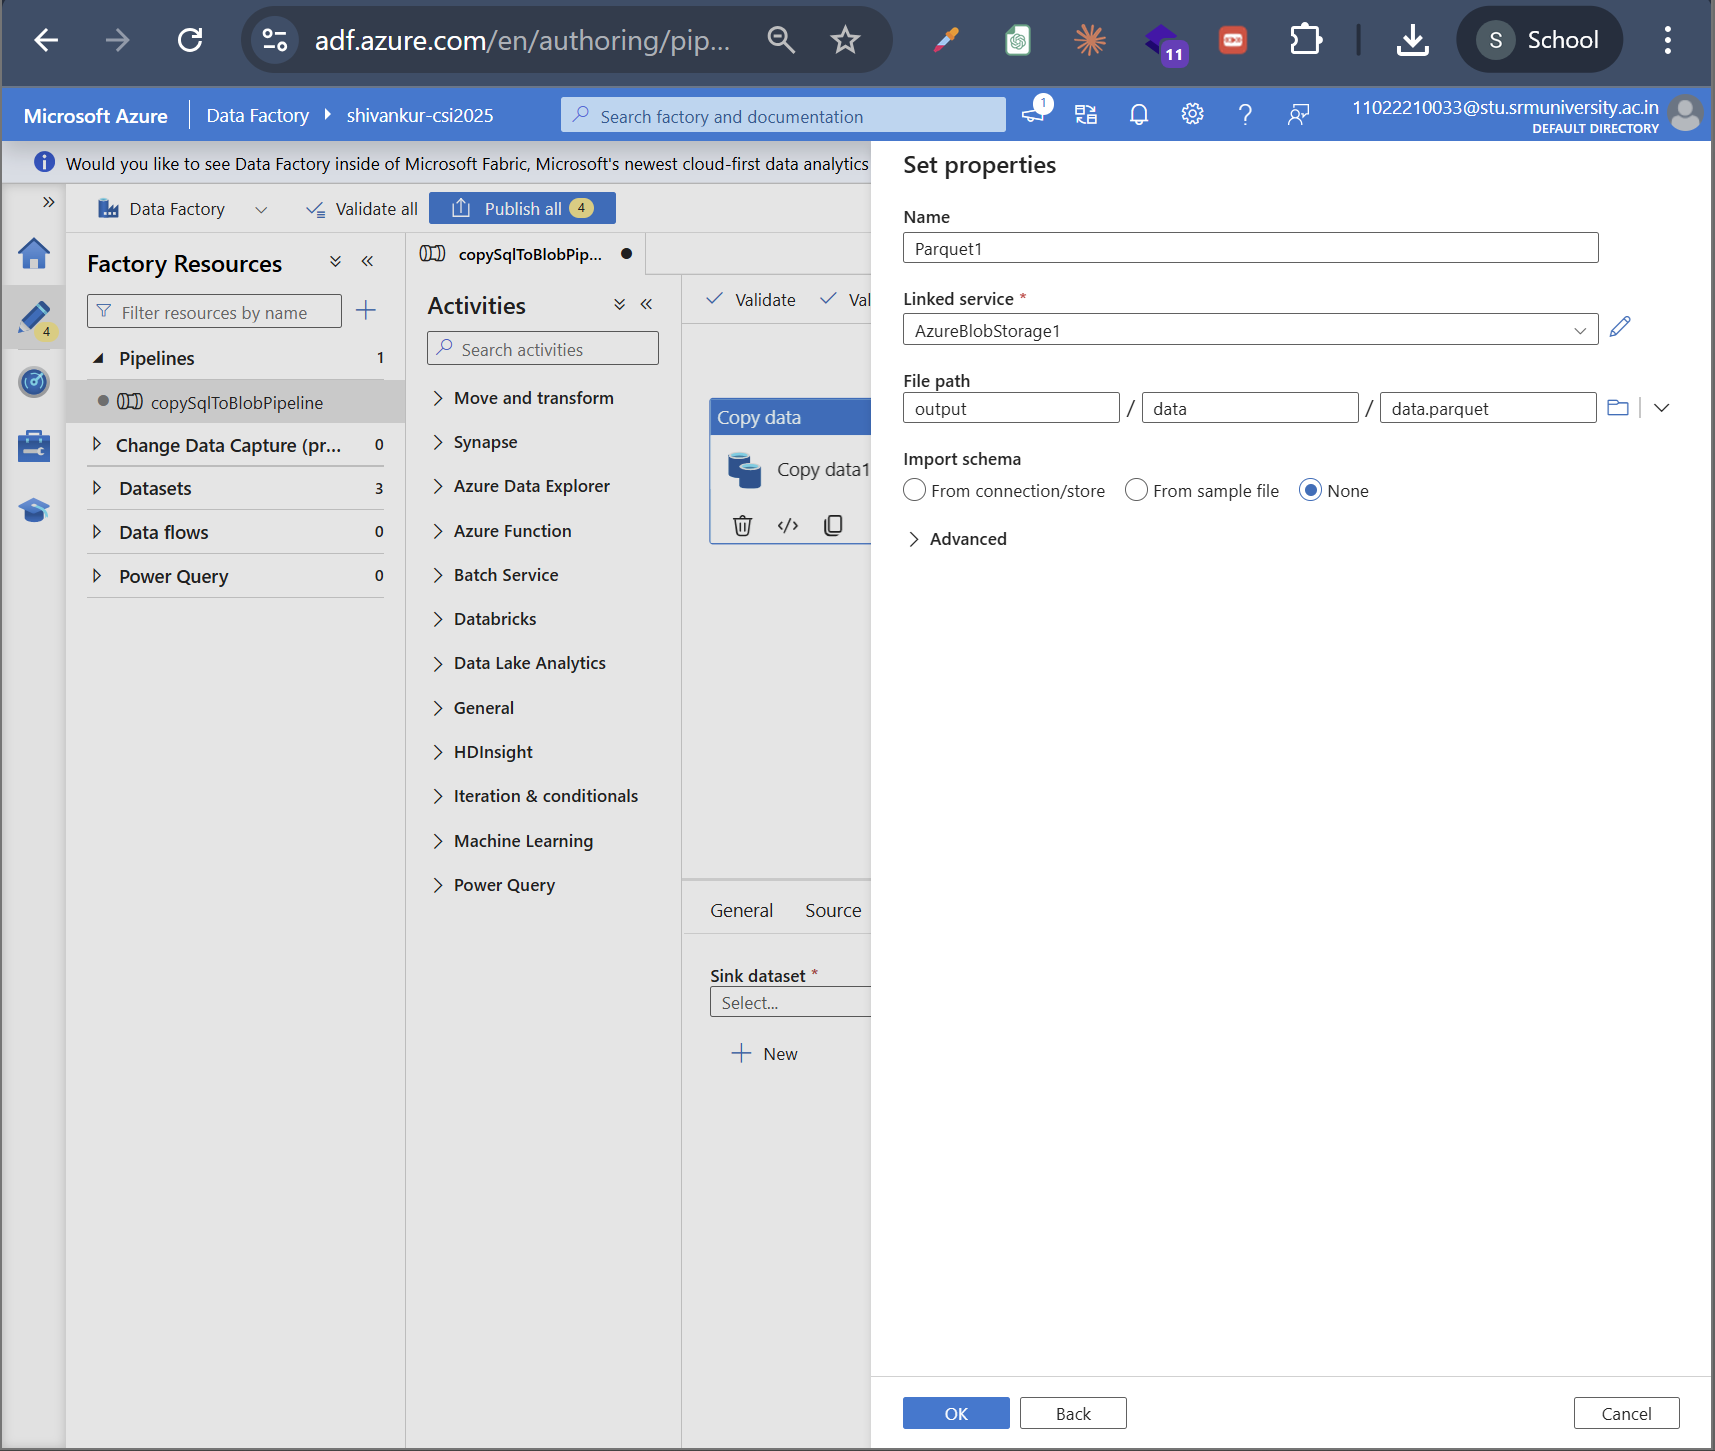 adf.azure.com/en/authoring/pip...
11
S School
Microsoft Azure
Data Factory
shivankur-csi2025
Search factory and documentation
1
?
11022210033@stu.srmuniversity.ac.in
DEFAULT DIRECTORY
Would you like to see Data Factory inside of Microsoft Fabric, Microsoft's newest cloud-first data analytics
Data Factory
Validate all
Publish all 4
4
Factory Resources
Filter resources by name
Pipelines 1
copySqlToBlobPipeline
Change Data Capture (pr... 0
Datasets 3
Data flows 0
Power Query 0
copySqlToBlobPip...
Activities
Search activities
Move and transform
Synapse
Azure Data Explorer
Azure Function
Batch Service
Databricks
Data Lake Analytics
General
HDInsight
Iteration & conditionals
Machine Learning
Power Query
Validate
Val
Copy data
Copy data1
General
Source
Sink dataset *
Select...
New
Set properties
Name
Parquet1
Linked service *
AzureBlobStorage1
File path
output / data / data.parquet
Import schema
From connection/store
From sample file
None
Advanced
OK
Back
Cancel